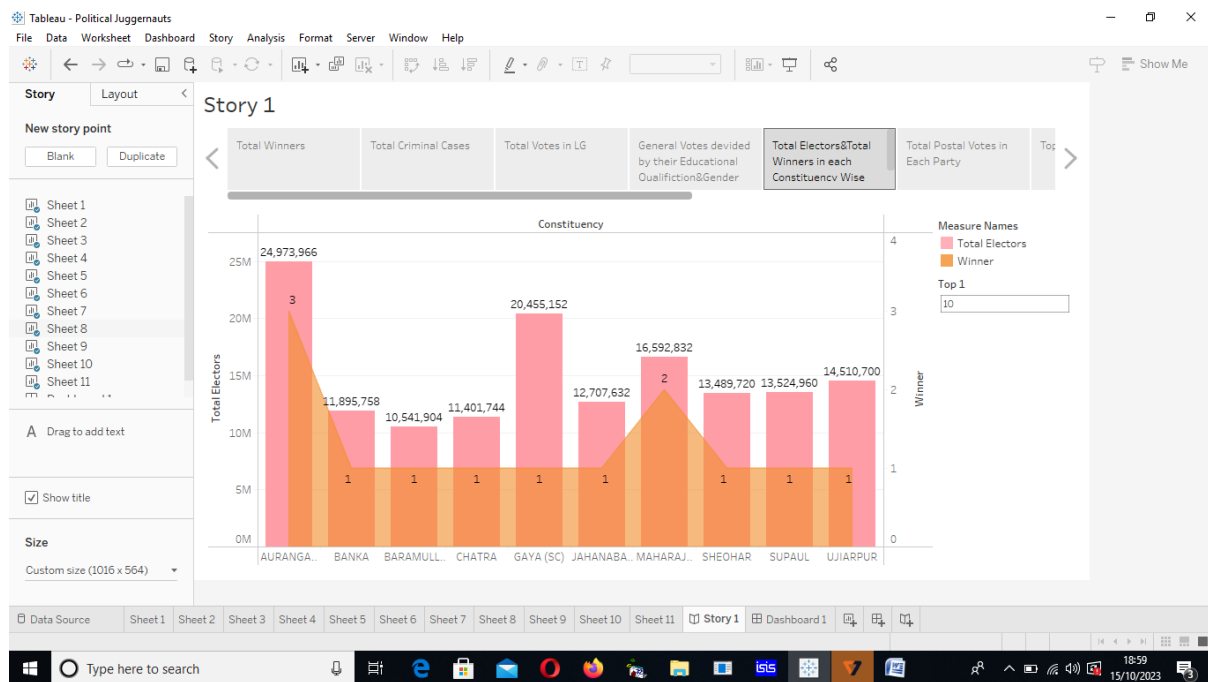 Tableau - Political Juggernauts
File Data Worksheet Dashboard Story Analysis Format Server Window Help
Show Me
Story Layout
New story point
Blank Duplicate
Sheet 1
Sheet 2
Sheet 3
Sheet 4
Sheet 5
Sheet 6
Sheet 7
Sheet 8
Sheet 9
Sheet 10
Sheet 11
A Drag to add text
Show title
Size
Custom size (1016 x 564)
Story 1
Total Winners
Total Criminal Cases
Total Votes in LG
General Votes devided
by their Educational
Qualifiction&Gender
Total Electors&Total
Winners in each
Constituency Wise
Total Postal Votes in
Each Party
Top
Constituency
Total Electors
25M
20M
15M
10M
5M
0M
24,973,966
11,895,758
10,541,904
11,401,744
20,455,152
12,707,632
16,592,832
13,489,720
13,524,960
14,510,700
3 1 1 1 1 1 2 1 1 1
AURANGA.. BANKA BARAMULL.. CHATRA GAYA (SC) JAHANABA.. MAHARAJ.. SHEOHAR SUPAUL UJIARPUR
4
3
2
1
0
Winner
Measure Names
Total Electors
Winner
Top 1
10
Data Source Sheet 1 Sheet 2 Sheet 3 Sheet 4 Sheet 5 Sheet 6 Sheet 7 Sheet 8 Sheet 9 Sheet 10 Sheet 11 Story 1 Dashboard 1
Type here to search
isis
18:59
15/10/2023
3